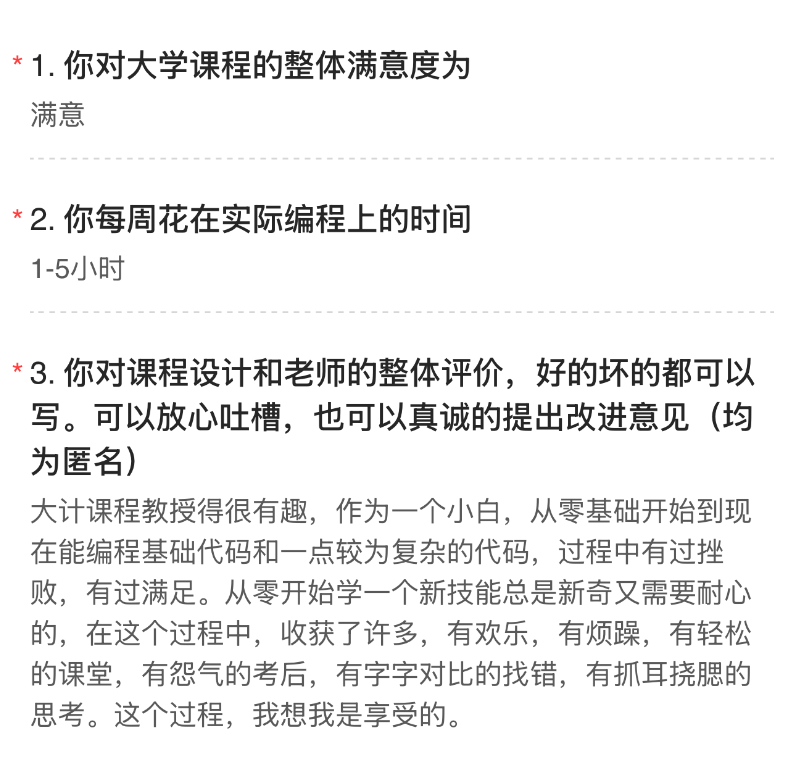 * 1. 你对大学课程的整体满意度为
满意
* 2. 你每周花在实际编程上的时间
1-5小时
* 3. 你对课程设计和老师的整体评价，好的坏的都可以
写。可以放心吐槽，也可以真诚的提出改进意见（均
为匿名）
大计课程教授得很有趣，作为一个小白，从零基础开始到现
在能编程基础代码和一点较为复杂的代码，过程中有过挫
败，有过满足。从零开始学一个新技能总是新奇又需要耐心
的，在这个过程中，收获了许多，有欢乐，有烦躁，有轻松
的课堂，有怨气的考后，有字字对比的找错，有抓耳挠腮的
思考。这个过程，我想我是享受的。